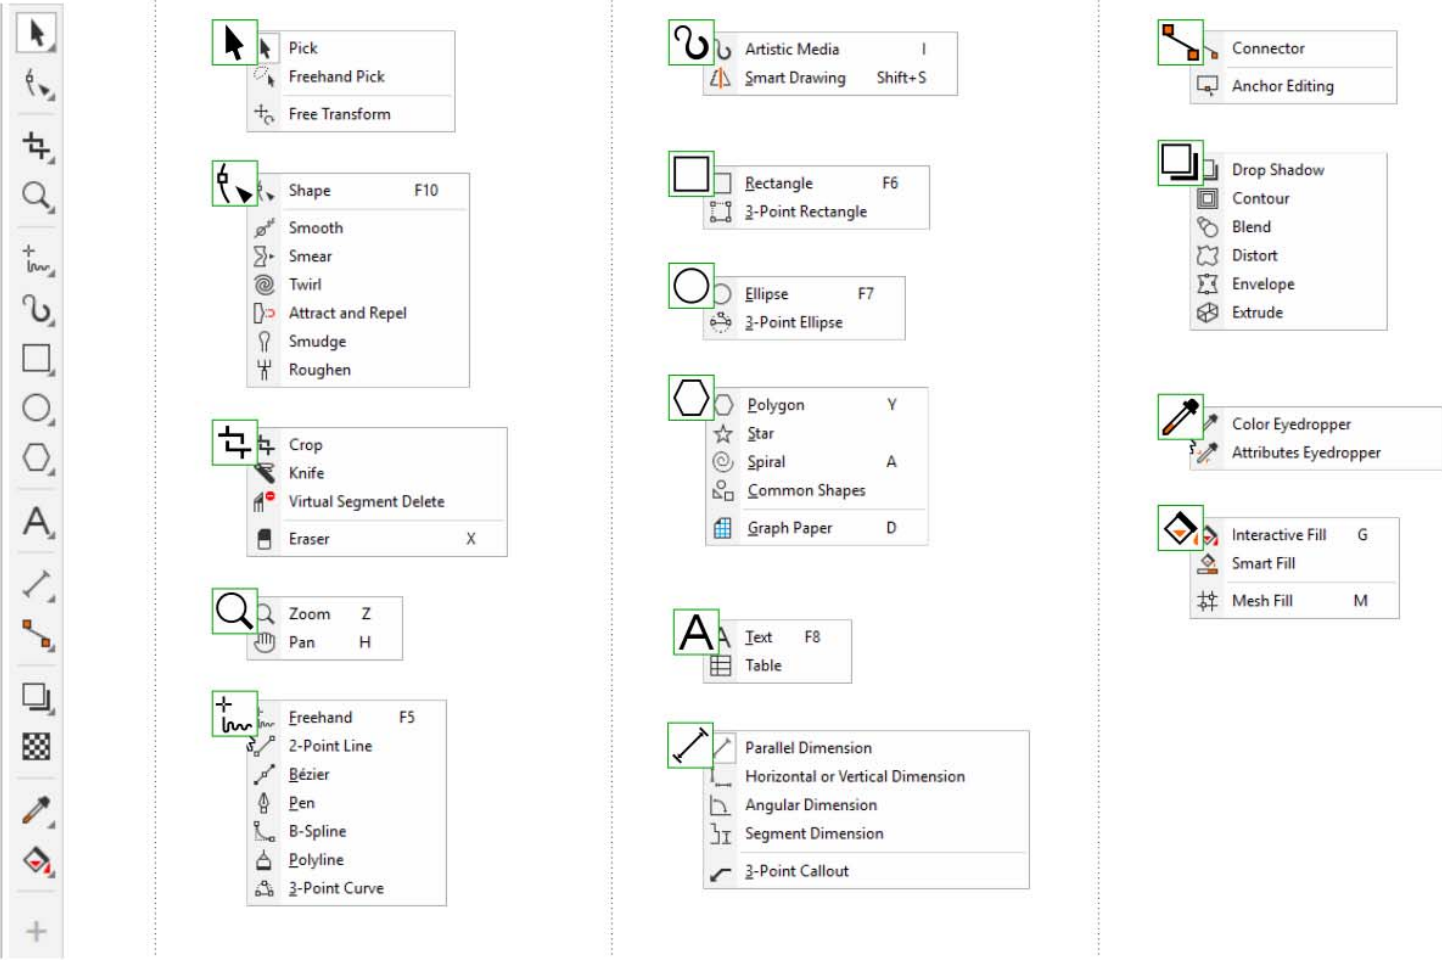 Pick
Freehand Pick
Free Transform
Shape F10
Smooth
Smear
Twirl
Attract and Repel
Smudge
Roughen
Crop
Knife
Virtual Segment Delete
Eraser X
Zoom Z
Pan H
Freehand F5
2-Point Line
Bézier
Pen
B-Spline
Polyline
3-Point Curve
Artistic Media I
Smart Drawing Shift+S
Rectangle F6
3-Point Rectangle
Ellipse F7
3-Point Ellipse
Polygon Y
Star
Spiral A
Common Shapes
Graph Paper D
Text F8
Table
Parallel Dimension
Horizontal or Vertical Dimension
Angular Dimension
Segment Dimension
3-Point Callout
Connector
Anchor Editing
Drop Shadow
Contour
Blend
Distort
Envelope
Extrude
Color Eyedropper
Attributes Eyedropper
Interactive Fill G
Smart Fill
Mesh Fill M